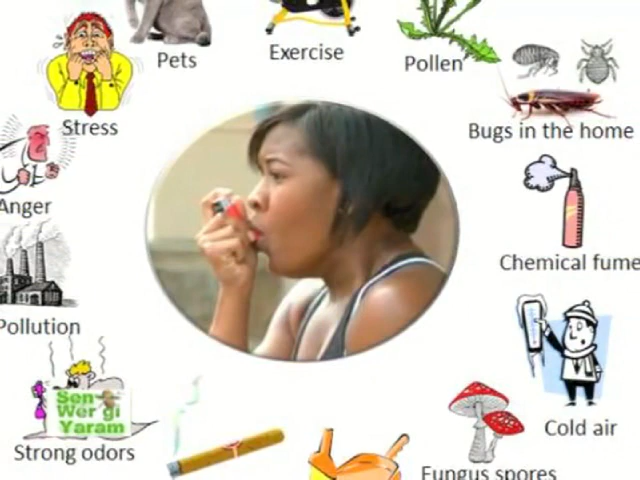 Pets
Exercise
Pollen
Stress
Bugs in the home
Anger
Chemical fume
Pollution
Sen
Wer gi
Yaram
Strong odors
Cold air
Fungus spores